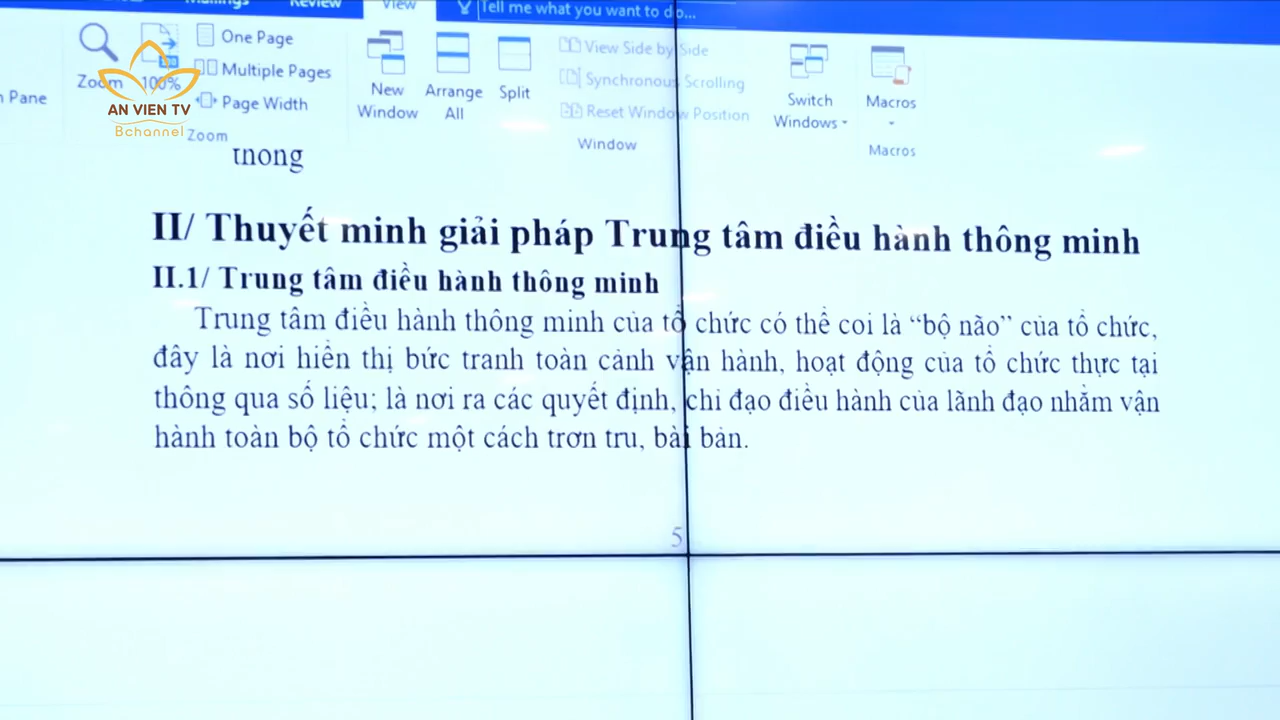 Mailings Review View Tell me what you want to do...
Zoom 100% One Page
Multiple Pages
Page Width
Zoom
Pane
New Window
Arrange All
Split
View Side by Side
Synchronous Scrolling
Reset Window Position
Window
Switch Windows
Macros
Macros
AN VIEN TV
Bchannel
thong
II/ Thuyết minh giải pháp Trung tâm điều hành thông minh
II.1/ Trung tâm điều hành thông minh
Trung tâm điều hành thông minh của tổ chức có thể coi là “bộ não” của tổ chức,
đây là nơi hiển thị bức tranh toàn cảnh vận hành, hoạt động của tổ chức thực tại
thông qua số liệu; là nơi ra các quyết định, chỉ đạo điều hành của lãnh đạo nhằm vận
hành toàn bộ tổ chức một cách trơn tru, bài bản.
5